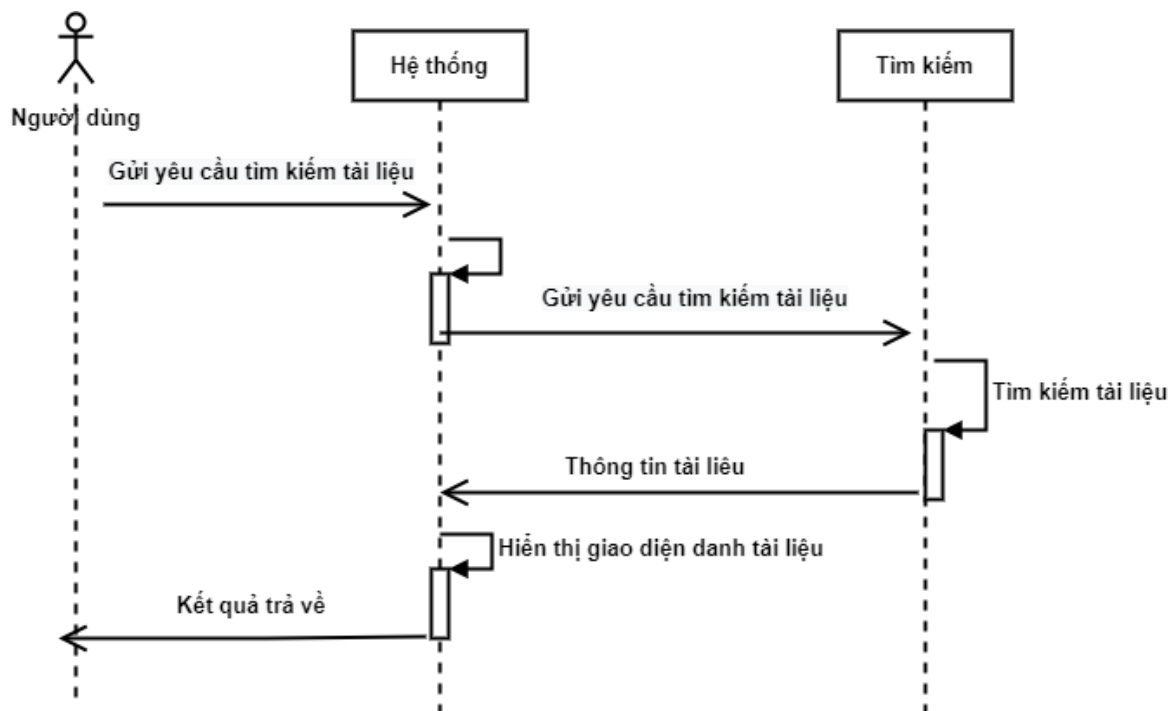 Hệ thống
Tìm kiếm
Người dùng
Gửi yêu cầu tìm kiếm tài liệu
Gửi yêu cầu tìm kiếm tài liệu
Tìm kiếm tài liệu
Thông tin tài liêu
Hiển thị giao diện danh tài liệu
Kết quả trả về